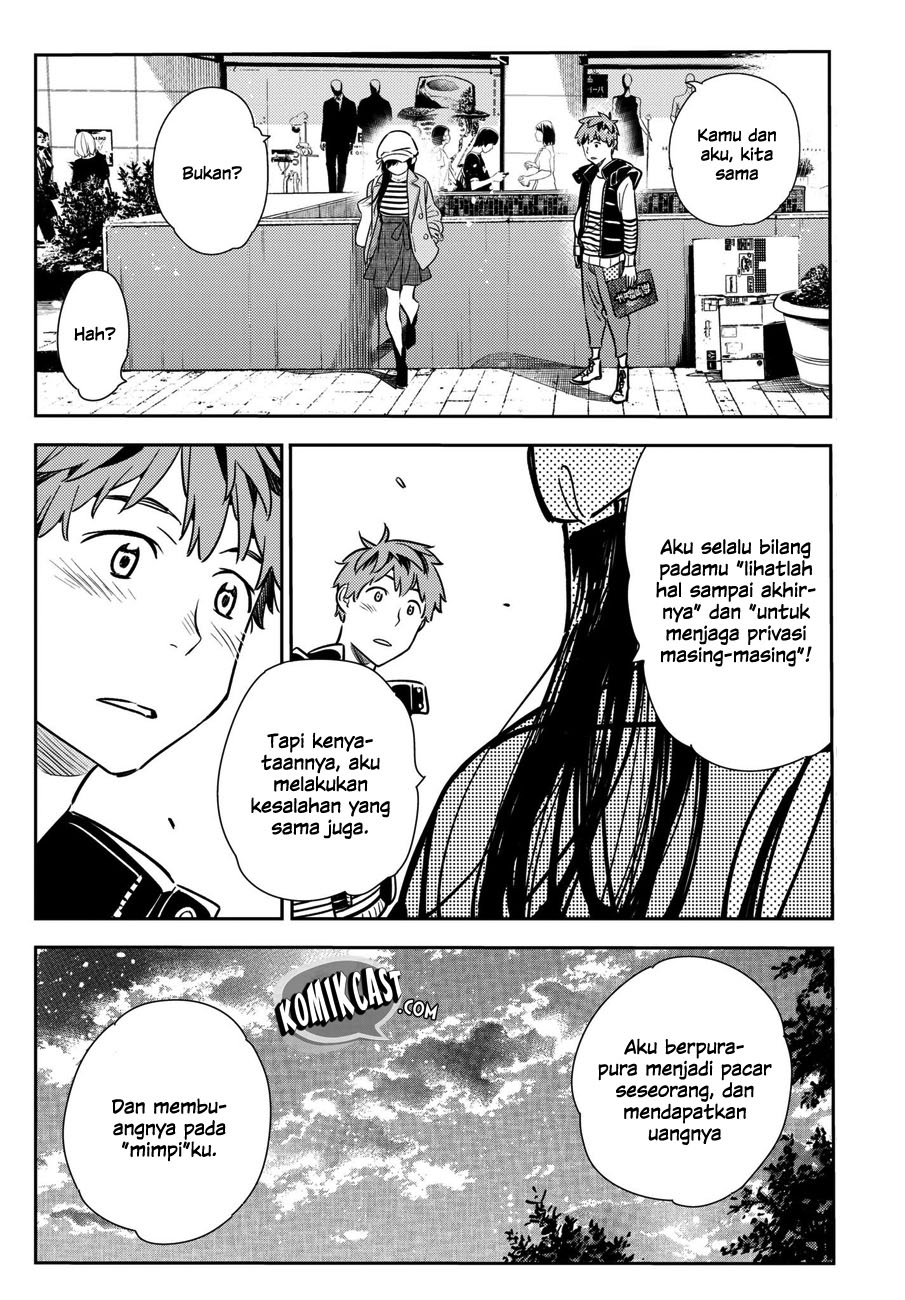 Kamu dan
aku, kita
sama
Bukan?
Hah?
Aku selalu bilang
padamu "lihatlah
hal sampai akhir-
nya" dan "untuk
menjaga privasi
masing-masing"!
Tapi kenya-
taannya, aku
melakukan
kesalahan yang
sama juga.
Aku berpura-
pura menjadi pacar
seseorang, dan
mendapatkan
uangnya
Dan membu-
angnya pada
"mimpi"ku.
KOMIKCAST
.COM